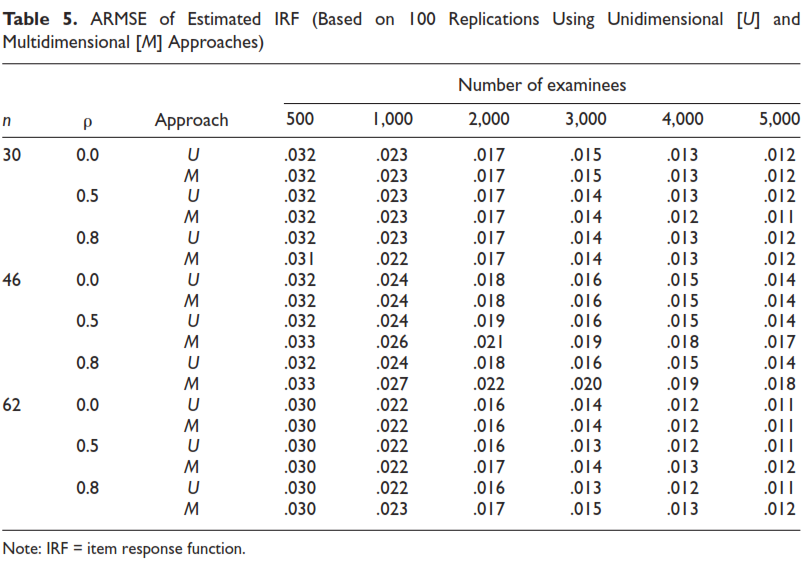 Table 5. ARMSE of Estimated IRF (Based on 100 Replications Using Unidimensional [U] and
Multidimensional [M] Approaches)
Number of examinees
n ρ Approach 500 1,000 2,000 3,000 4,000 5,000
30 0.0 U .032 .023 .017 .015 .013 .012
M .032 .023 .017 .015 .013 .012
0.5 U .032 .023 .017 .014 .013 .012
M .032 .023 .017 .014 .012 .011
0.8 U .032 .023 .017 .014 .013 .012
M .031 .022 .017 .014 .013 .012
46 0.0 U .032 .024 .018 .016 .015 .014
M .032 .024 .018 .016 .015 .014
0.5 U .032 .024 .019 .016 .015 .014
M .033 .026 .021 .019 .018 .017
0.8 U .032 .024 .018 .016 .015 .014
M .033 .027 .022 .020 .019 .018
62 0.0 U .030 .022 .016 .014 .012 .011
M .030 .022 .016 .014 .012 .011
0.5 U .030 .022 .016 .013 .012 .011
M .030 .022 .017 .014 .013 .012
0.8 U .030 .022 .016 .013 .012 .011
M .030 .023 .017 .015 .013 .012
Note: IRF = item response function.